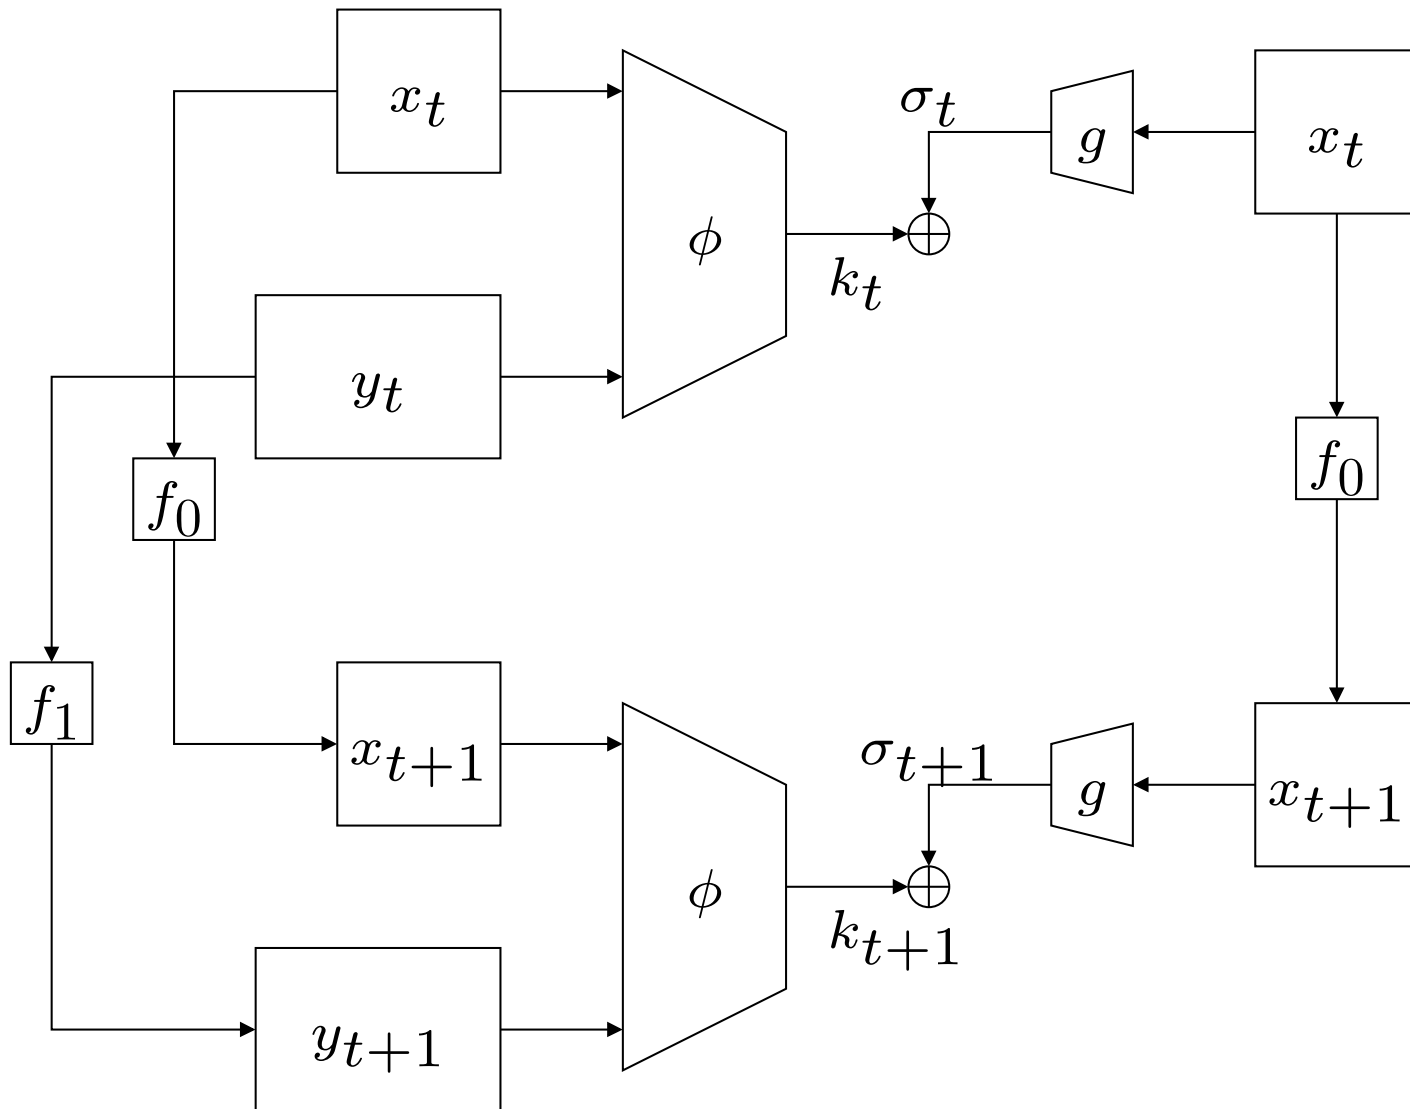 x_t
σ_t
g
x_t
ϕ
k_t
y_t
f_0
f_0
f_1
x_{t+1}
σ_{t+1}
g
x_{t+1}
ϕ
k_{t+1}
y_{t+1}